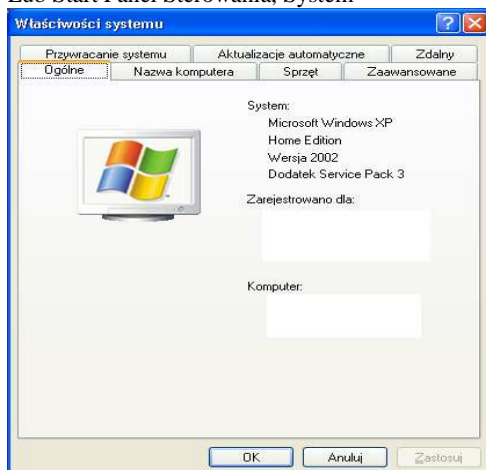 Lub Start Panel Sterowania, System
Właściwości systemu
Przywracanie systemu Aktualizacje automatyczne Zdalny
Ogólne Nazwa komputera Sprzęt Zaawansowane
System:
Microsoft Windows XP
Home Edition
Wersja 2002
Dodatek Service Pack 3
Zarejestrowano dla:
Komputer:
OK Anuluj Zastosuj